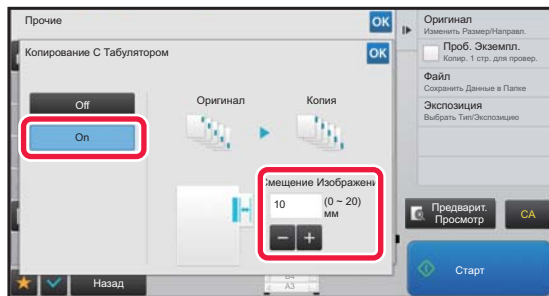 Прочие
OK
Копирование С Табулятором
OK
Off
On
Оригинал
Копия
Смещение Изображени
10
(0 ~ 20)
мм
Назад
A3
Оригинал
Изменить Размер/Направл.
Проб. Экземпл.
Копир. 1 стр. для провер.
Файл
Сохранить Данные в Папке
Экспозиция
Выбрать Тип/Экспозицию
Предварит.
Просмотр
CA
Старт